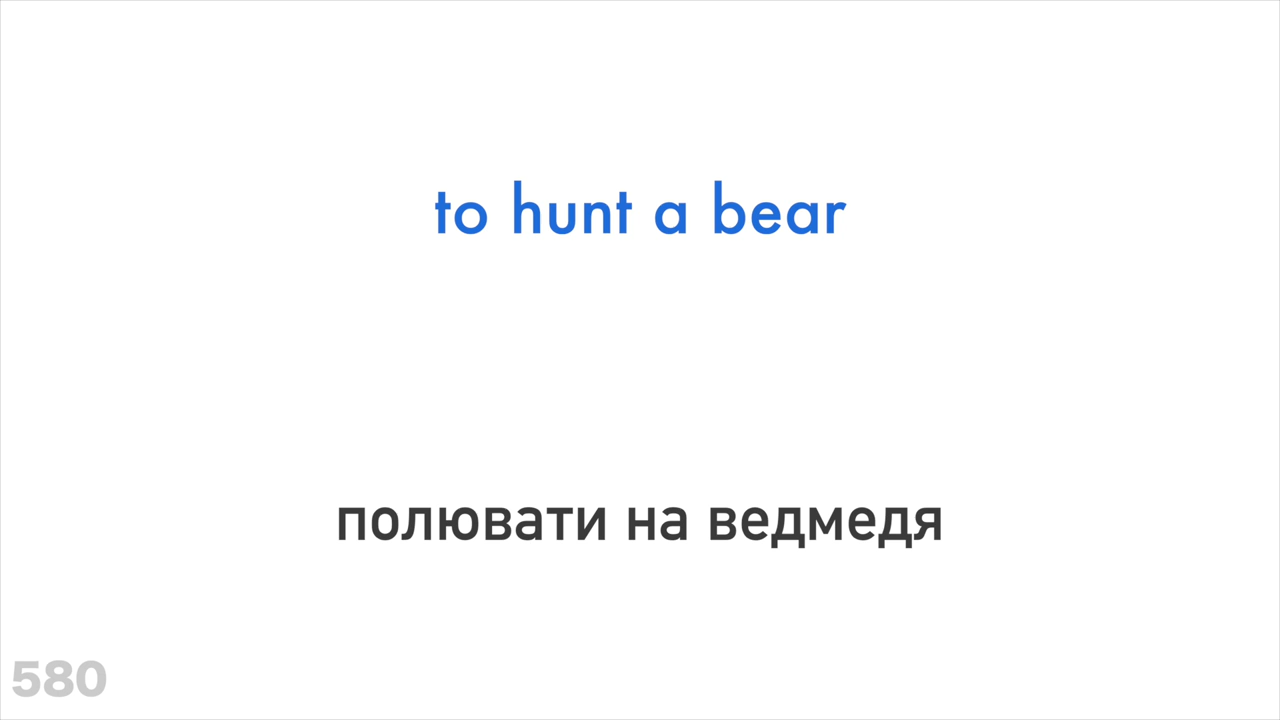 to hunt a bear
полювати на ведмедя
580